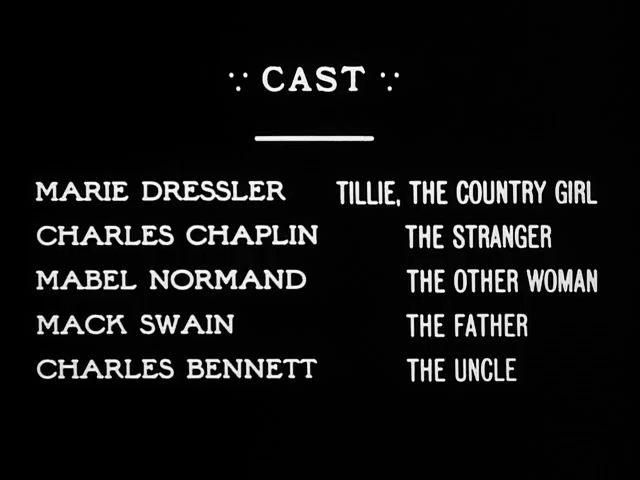 ∵ CAST ∵
MARIE DRESSLER TILLIE, THE COUNTRY GIRL
CHARLES CHAPLIN THE STRANGER
MABEL NORMAND THE OTHER WOMAN
MACK SWAIN THE FATHER
CHARLES BENNETT THE UNCLE